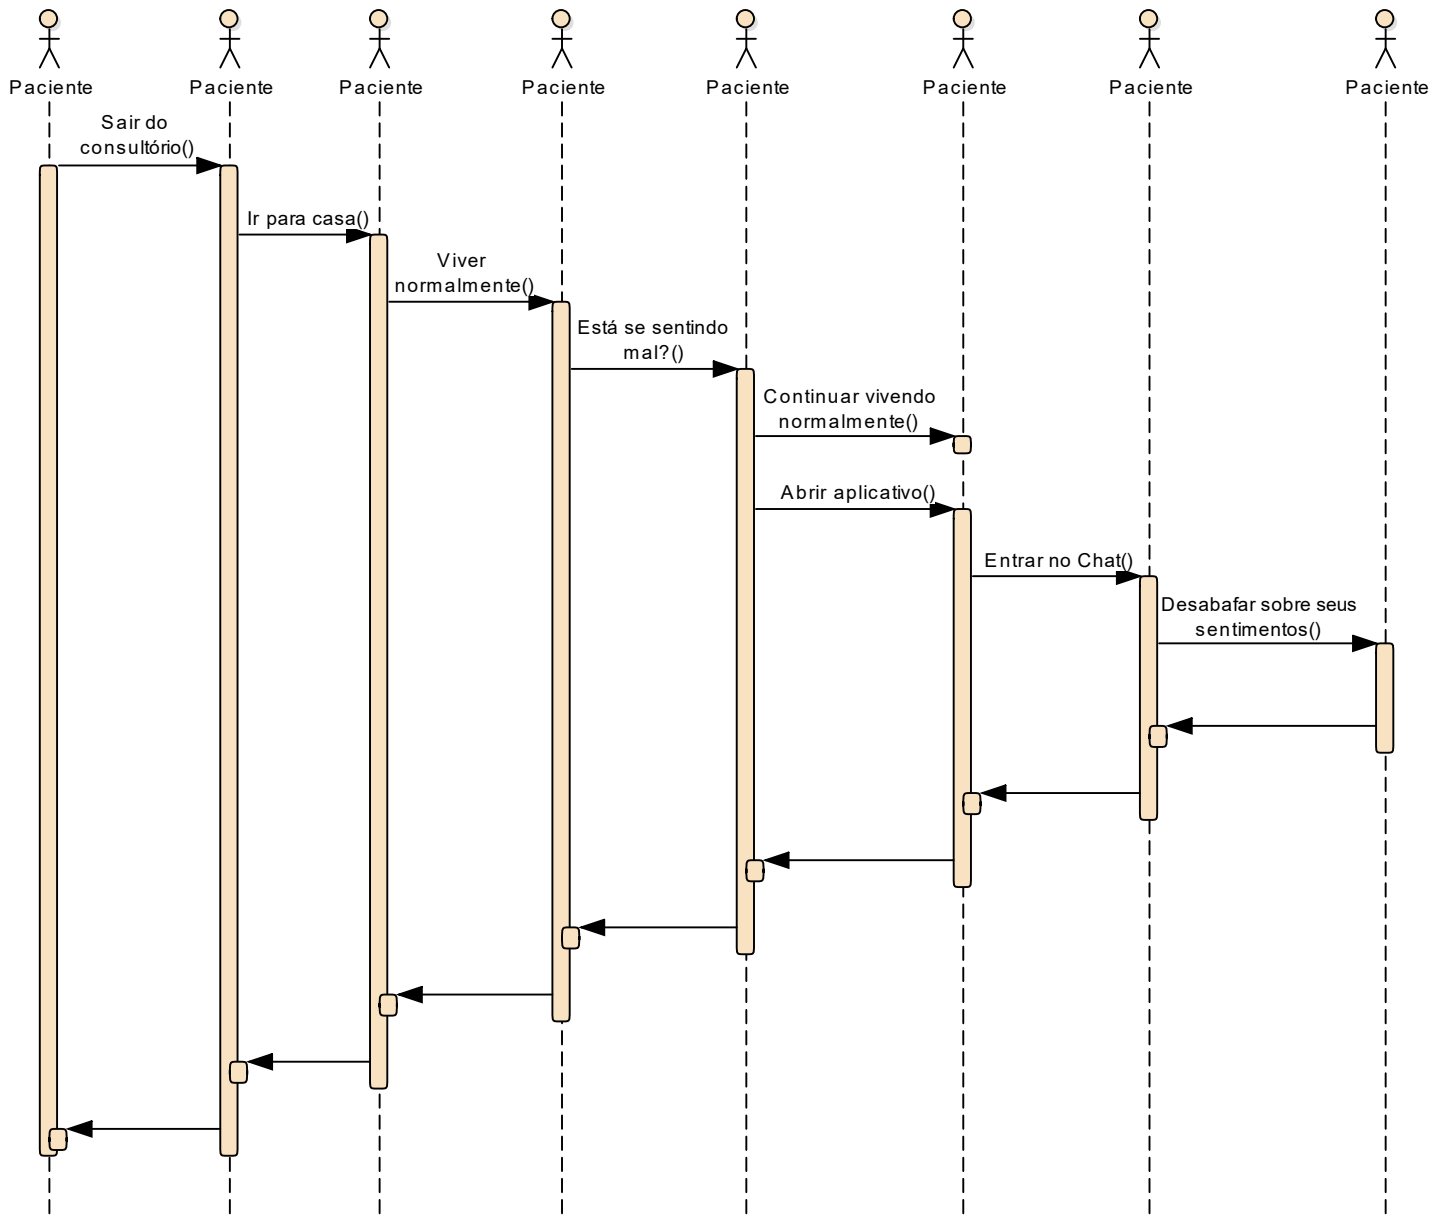 Paciente
Paciente
Paciente
Paciente
Paciente
Paciente
Paciente
Paciente
Sair do
consultório()
Ir para casa()
Viver
normalmente()
Está se sentindo
mal?()
Continuar vivendo
normalmente()
Abrir aplicativo()
Entrar no Chat()
Desabafar sobre seus
sentimentos()